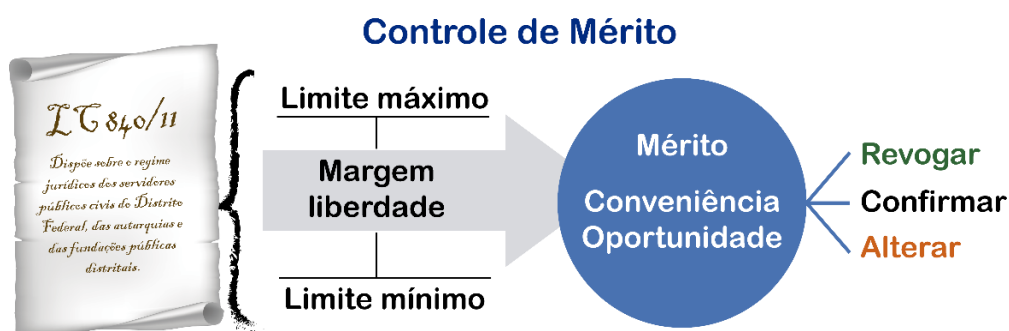 Controle de Mérito
LC 840/11
Dispõe sobre o regime
jurídicos dos servidores
públicos civis do Distrito
Federal, das autarquias e
das fundações públicas
distritais.
Limite máximo
Margem
liberdade
Limite mínimo
Mérito
Conveniência
Oportunidade
Revogar
Confirmar
Alterar